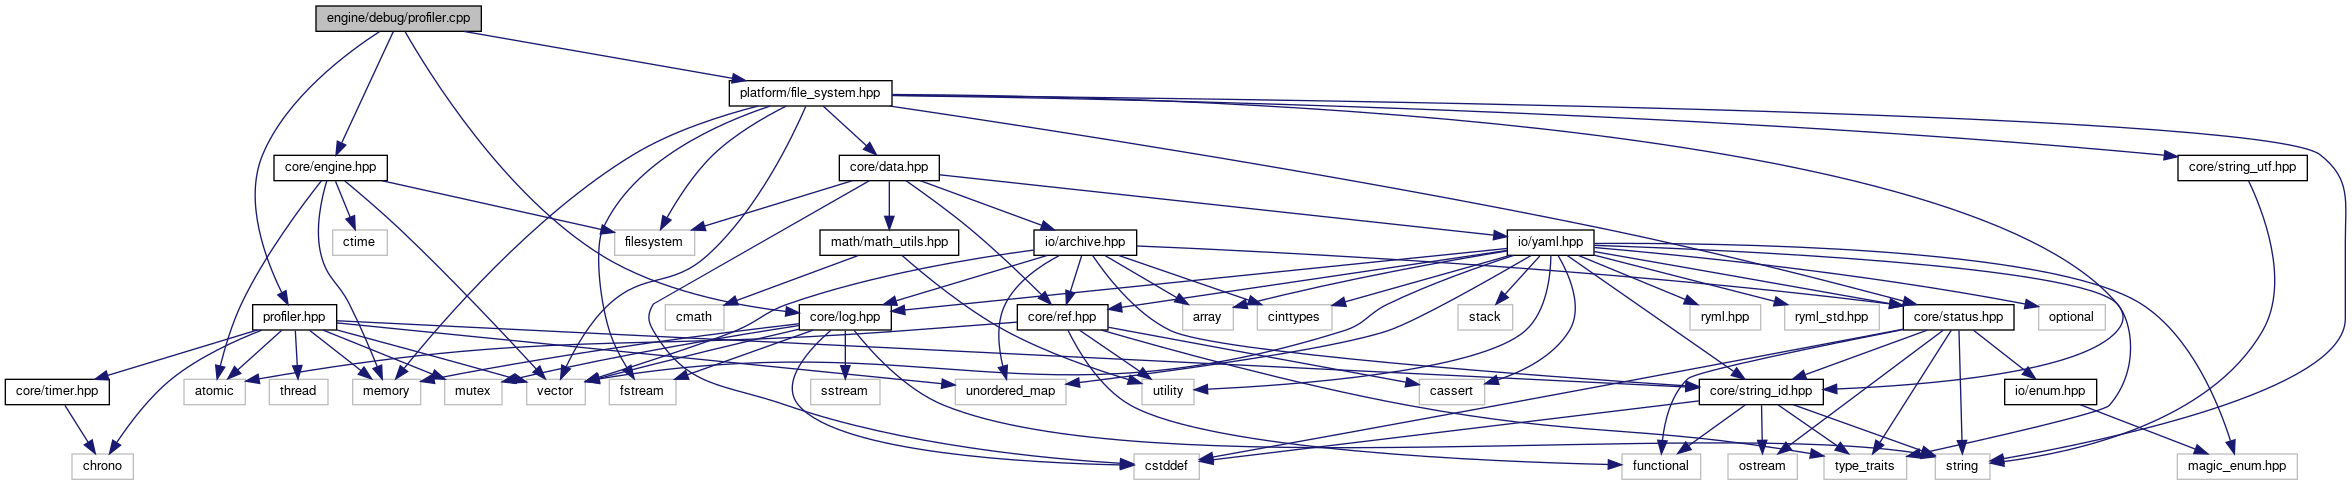 engine/debug/profiler.cpp
platform/file_system.hpp
core/engine.hpp
core/data.hpp
core/string_utf.hpp
ctime
filesystem
math/math_utils.hpp
io/archive.hpp
io/yaml.hpp
profiler.hpp
cmath
core/log.hpp
core/ref.hpp
array
cinttypes
stack
ryml.hpp
ryml_std.hpp
core/status.hpp
optional
core/timer.hpp
atomic
thread
memory
mutex
vector
fstream
sstream
unordered_map
utility
cassert
core/string_id.hpp
io/enum.hpp
chrono
cstddef
functional
ostream
type_traits
string
magic_enum.hpp